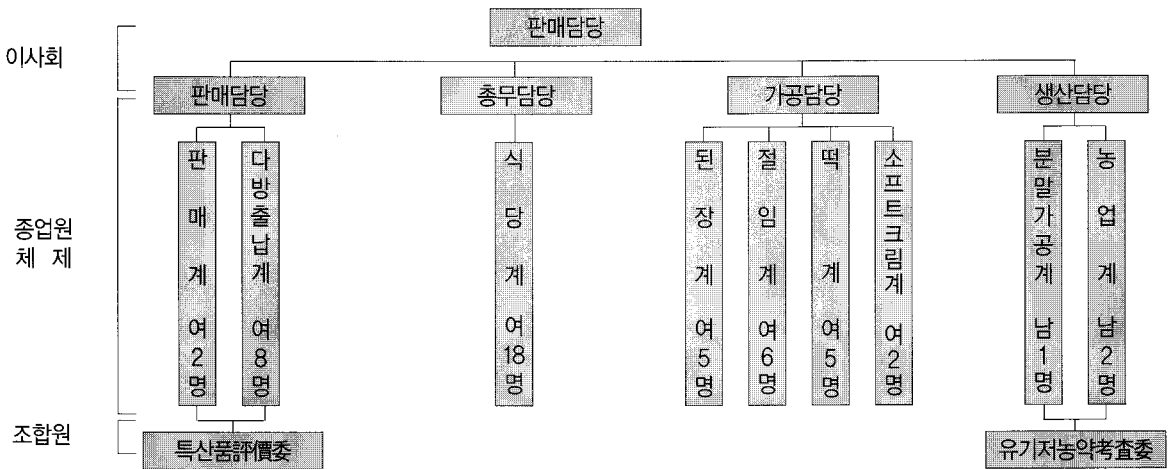 판매담당
이사회
판매담당
총무담당
가공담당
생산담당
종업원
체 제
판매계 여2명
다방출납계 여8명
식당계 여18명
된장계 여5명
절임계 여6명
떡계 여5명
소프트크림계 여2명
분말가공계 남1명
농업계 남2명
조합원
특산품評價委
유기저농약考査委